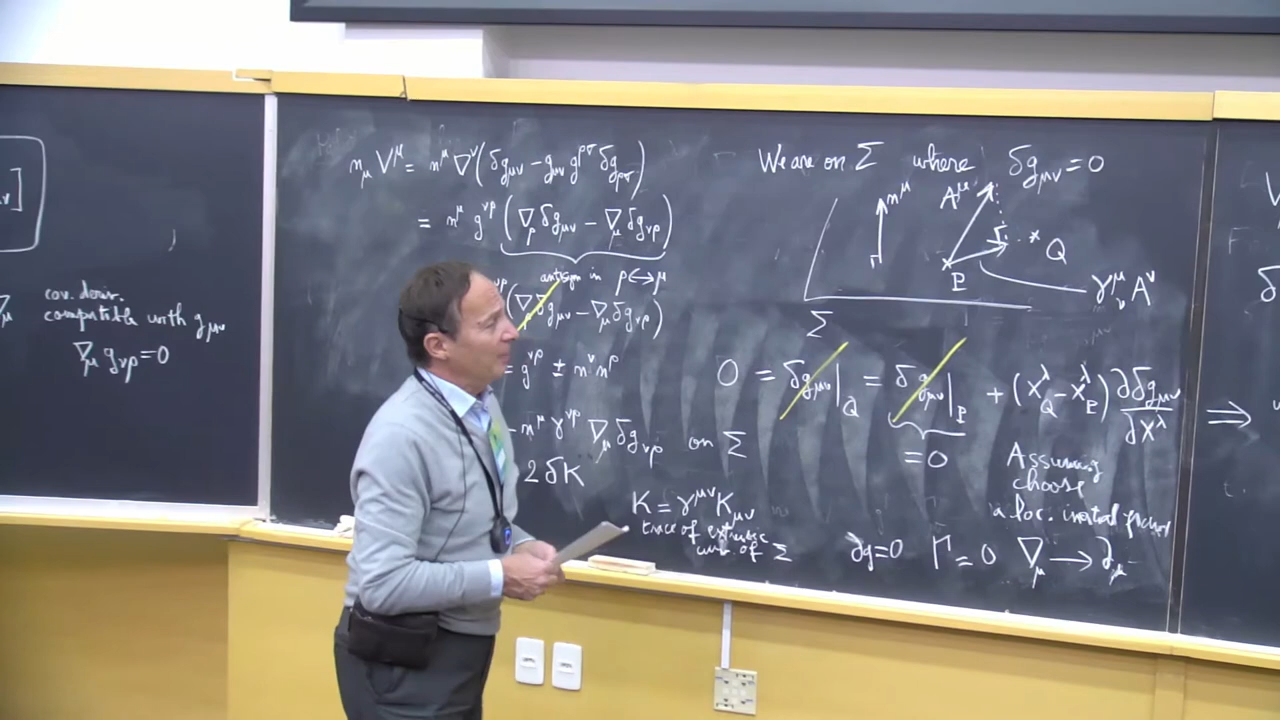 ν]
∇_μ
cov. deriv.
compatible with g_μν
∇_μ g_νρ = 0
n_μ V^μ = n^μ ∇^ν (δg_μν − g_μν g^ρσ δg_ρσ)
= n^μ g^νρ (∇_ρ δg_μν − ∇_μ δg_νρ)
antisym in ρ↔μ
νρ (∇_ρ δg_μν − ∇_μ δg_νρ)
= g^νρ ± n^ν n^ρ
− n^μ γ^νρ ∇_μ δg_νρ on Σ
2δK
K = γ^μν K_μν
trace of extrinsic
curv. of Σ
We are on Σ where δg_μν = 0
n^μ
A^μ
* Q
P
γ^μ_ν A^ν
Σ
0 = δg_μν|_Q = δg_μν|_P + (x^λ_Q − x^λ_P) ∂δg_μν/∂x^λ ⇒
= 0
Assuming
choose
a loc. inertial frame
∂g=0 Γ=0 ∇_μ → ∂_μ
V
δ